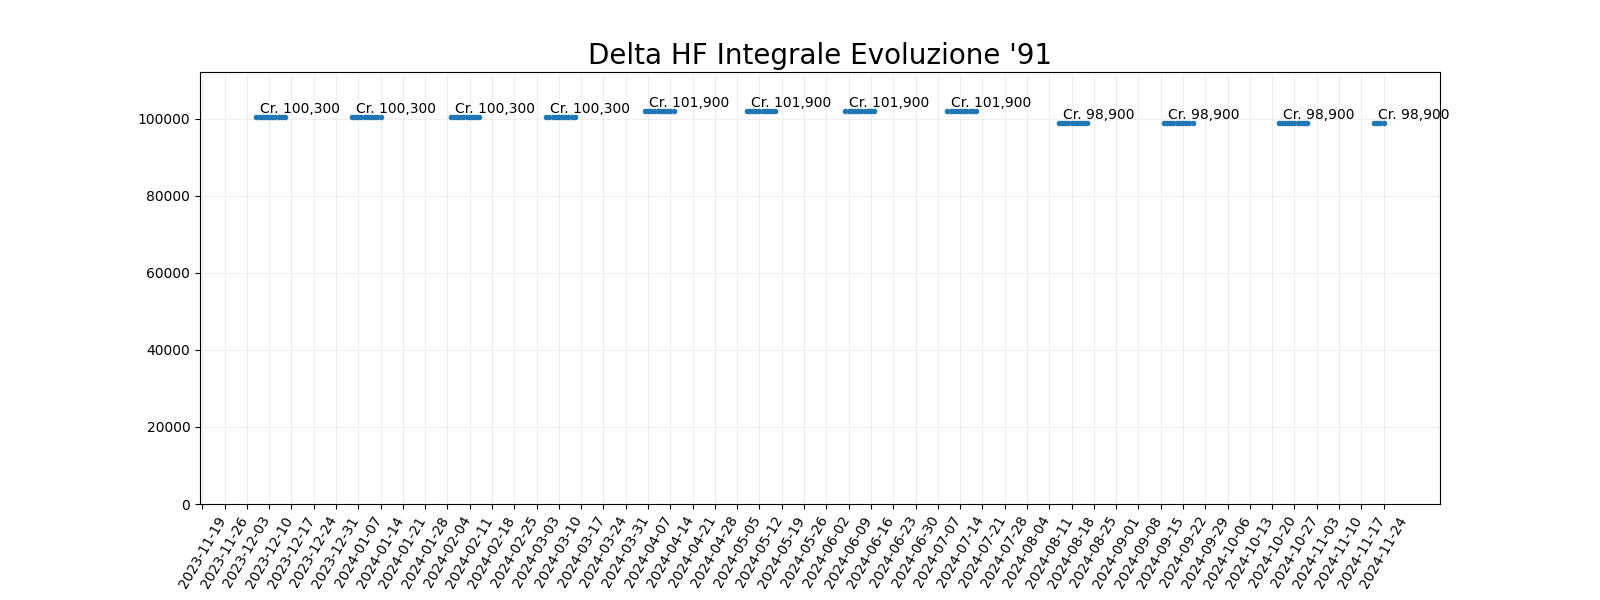 Delta HF Integrale Evoluzione '91
Cr. 100,300 Cr. 100,300 Cr. 100,300 Cr. 100,300 Cr. 101,900 Cr. 101,900 Cr. 101,900 Cr. 101,900 Cr. 98,900 Cr. 98,900 Cr. 98,900 Cr. 98,900
100000
80000
60000
40000
20000
0
2023-11-19 2023-11-26 2023-12-03 2023-12-10 2023-12-17 2023-12-24 2023-12-31 2024-01-07 2024-01-14 2024-01-21 2024-01-28 2024-02-04 2024-02-11 2024-02-18 2024-02-25 2024-03-03 2024-03-10 2024-03-17 2024-03-24 2024-03-31 2024-04-07 2024-04-14 2024-04-21 2024-04-28 2024-05-05 2024-05-12 2024-05-19 2024-05-26 2024-06-02 2024-06-09 2024-06-16 2024-06-23 2024-06-30 2024-07-07 2024-07-14 2024-07-21 2024-07-28 2024-08-04 2024-08-11 2024-08-18 2024-08-25 2024-09-01 2024-09-08 2024-09-15 2024-09-22 2024-09-29 2024-10-06 2024-10-13 2024-10-20 2024-10-27 2024-11-03 2024-11-10 2024-11-17 2024-11-24